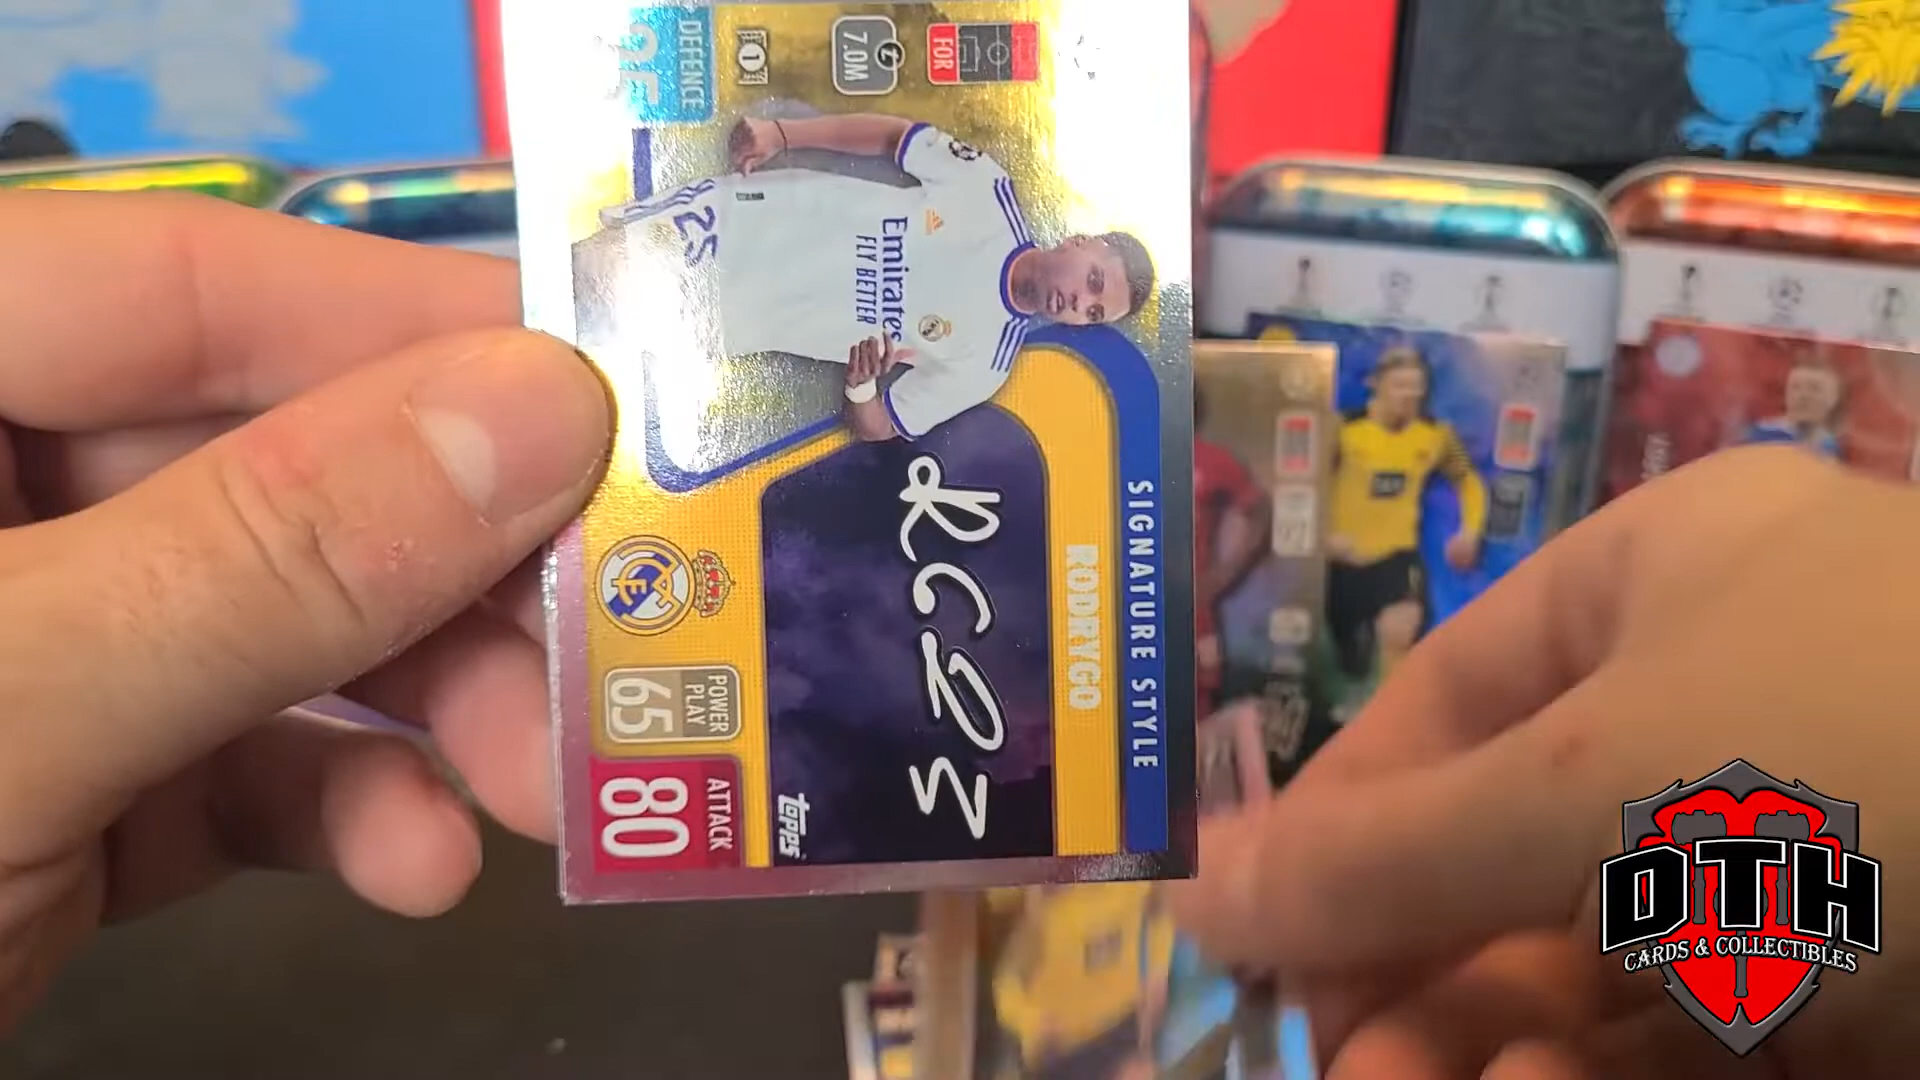 SIGNATURE STYLE
RODRYGO
FOR
7.0M
1
DEFENCE
Emirates
FLY BETTER
25
POWER PLAY
65
ATTACK
80
topps
DTH
CARDS & COLLECTIBLES